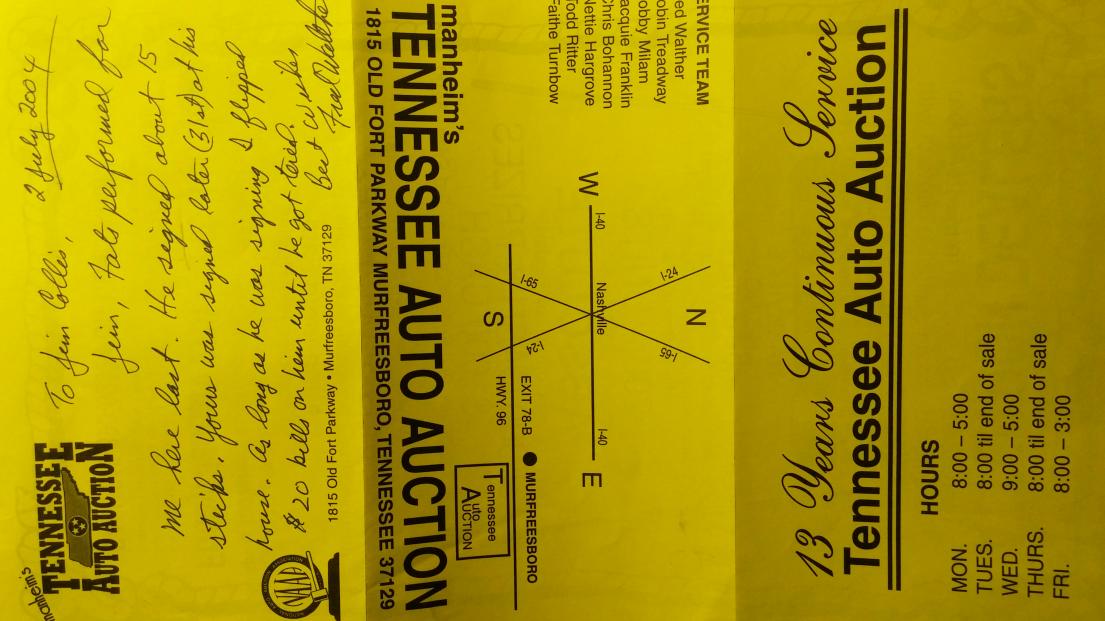 manheim's
TENNESSEE
AUTO AUCTION
2 July 2004
To Jim Collis,
Jim, Fats performed for
me here last. He signed about 15
sticks. Yours was signed later (31st) at his
house. As long as he was signing I flipped
$20 bills on him until he got tired.
Best wishes
Fred Walther
NAAA
1815 Old Fort Parkway • Murfreesboro, TN 37129
manheim's
TENNESSEE AUTO AUCTION
1815 OLD FORT PARKWAY MURFREESBORO, TENNESSEE 37129
ERVICE TEAM
ed Walther
obin Treadway
obby Milam
acquie Franklin
Chris Bohannon
Nettie Hargrove
Todd Ritter
Faithe Turnbow
S
I-65
I-24
HWY. 96
EXIT 78-B
MURFREESBORO
Tennessee
Auto
AUCTION
W
I-40
Nashville
I-40
E
I-24
I-65
N
13 Years Continuous Service
Tennessee Auto Auction
HOURS
MON. 8:00 – 5:00
TUES. 8:00 til end of sale
WED. 9:00 – 5:00
THURS. 8:00 til end of sale
FRI. 8:00 – 3:00